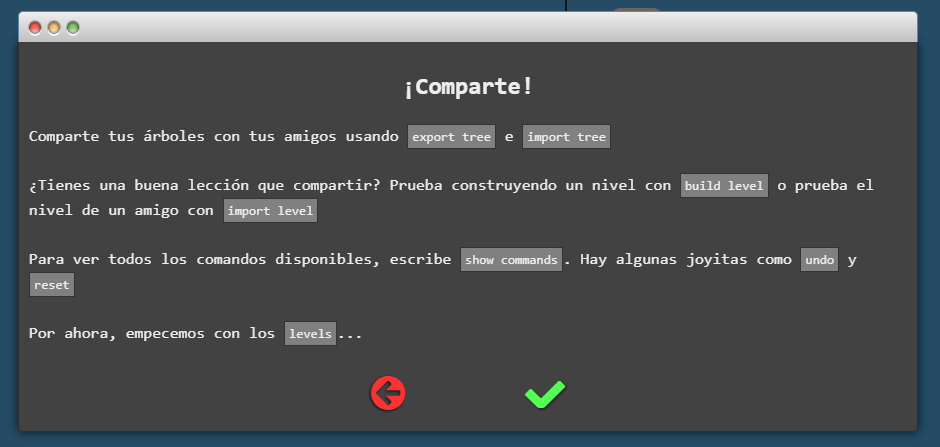 ¡Comparte!
Comparte tus árboles con tus amigos usando export tree e import tree
¿Tienes una buena lección que compartir? Prueba construyendo un nivel con build level o prueba el
nivel de un amigo con import level
Para ver todos los comandos disponibles, escribe show commands. Hay algunas joyitas como undo y
reset
Por ahora, empecemos con los levels...